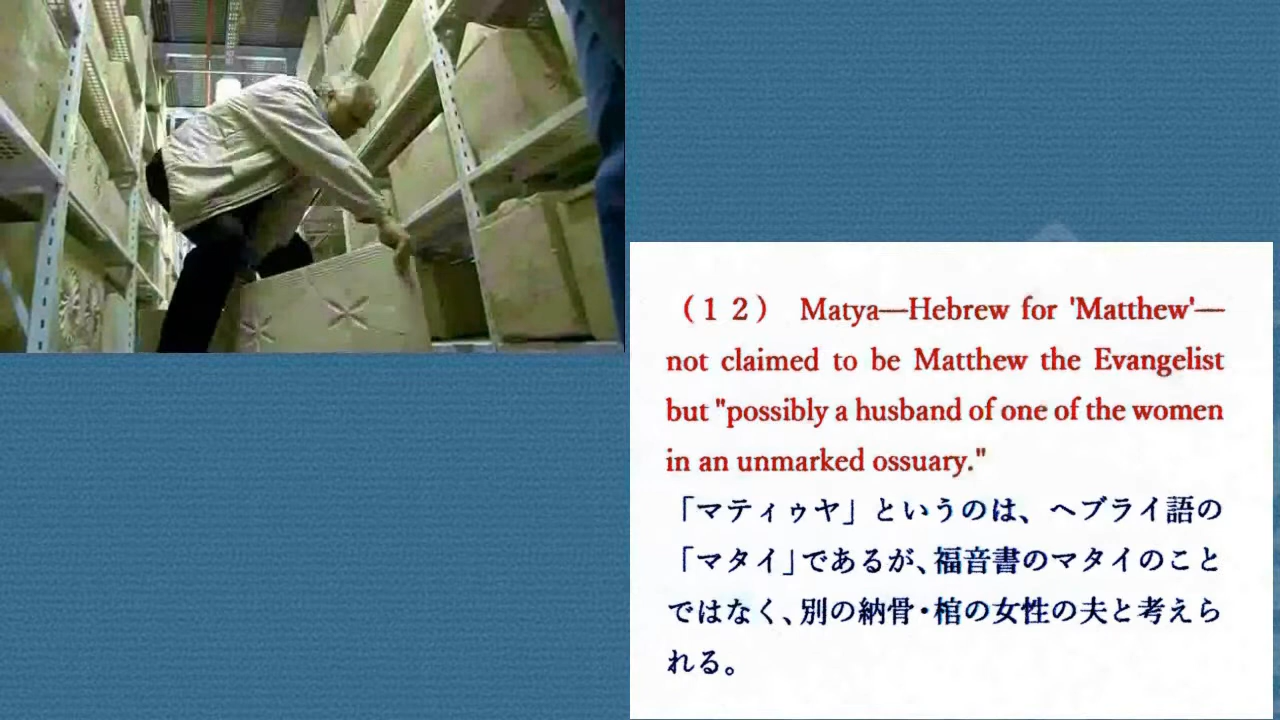 （１２） Matya—Hebrew for 'Matthew'—
not claimed to be Matthew the Evangelist
but "possibly a husband of one of the women
in an unmarked ossuary."
「マティゥヤ」というのは、ヘブライ語の
「マタイ」であるが、福音書のマタイのこと
ではなく、別の納骨・棺の女性の夫と考えら
れる。